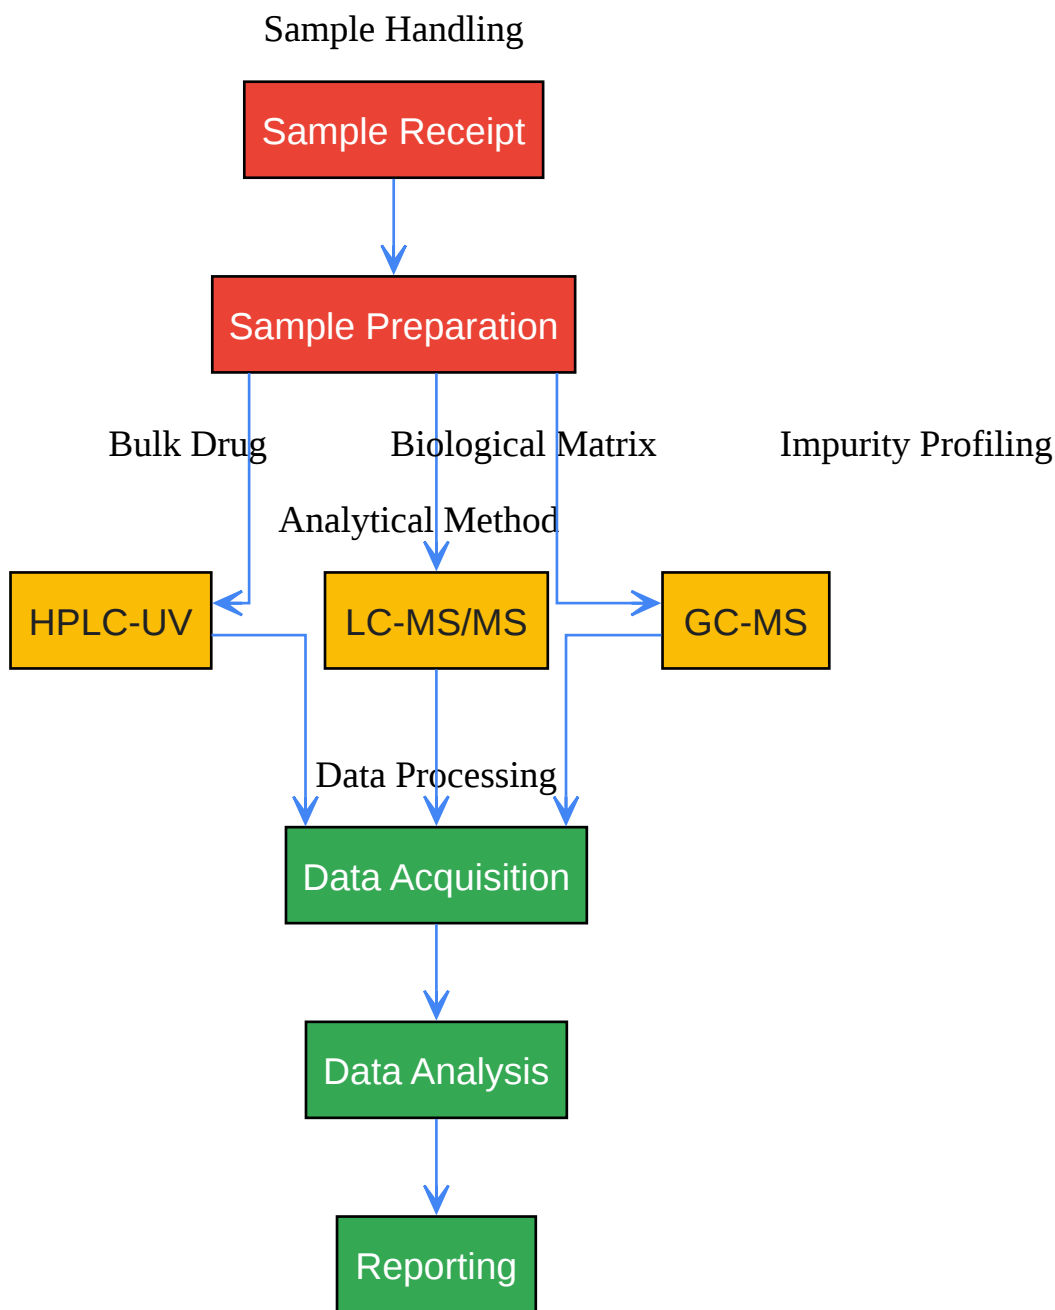 Sample Handling
Sample Receipt
Sample Preparation
Bulk Drug
Biological Matrix
Impurity Profiling
Analytical Method
HPLC-UV
LC-MS/MS
GC-MS
Data Processing
Data Acquisition
Data Analysis
Reporting